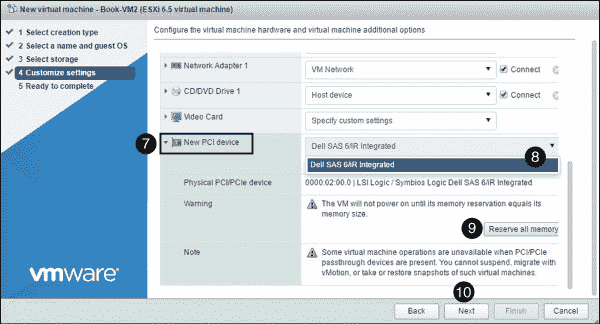 New virtual machine - Book-VM2 (ESXi 6.5 virtual machine)
1 Select creation type
2 Select a name and guest OS
3 Select storage
4 Customize settings
5 Ready to complete
vmware
Configure the virtual machine hardware and virtual machine additional options
Network Adapter 1 VM Network Connect
CD/DVD Drive 1 Host device Connect
Video Card Specify custom settings
7 New PCI device Dell SAS 6/iR Integrated
Dell SAS 6/iR Integrated 8
Physical PCI/PCIe device 0000:02:00.0 | LSI Logic / Symbios Logic Dell SAS 6/iR Integrated
Warning The VM will not power on until its memory reservation equals its
memory size.
9 Reserve all memory
Note Some virtual machine operations are unavailable when PCI/PCIe
passthrough devices are present. You cannot suspend, migrate with
vMotion, or take or restore snapshots of such virtual machines.
10
Back Next Finish Cancel